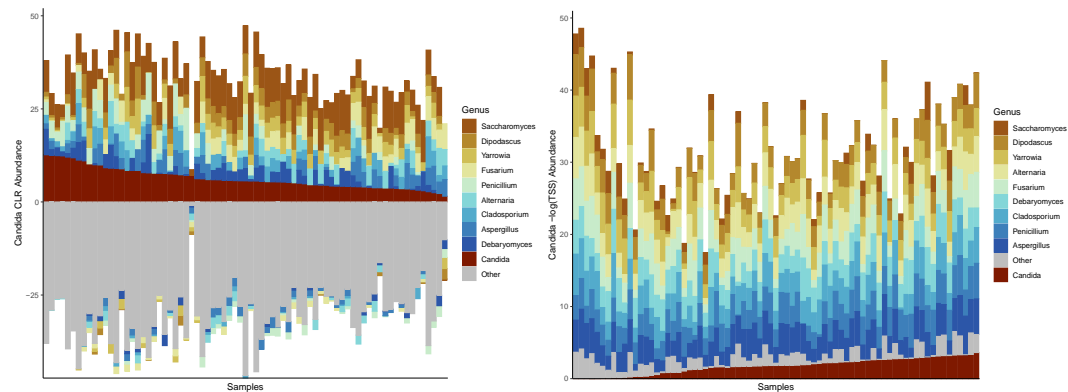 50
25
0
−25
Candida CLR Abundance
Samples
Genus
Saccharomyces
Dipodascus
Yarrowia
Fusarium
Penicillium
Alternaria
Cladosporium
Aspergillus
Debaryomyces
Candida
Other
50
40
30
20
10
0
Candida −log(TSS) Abundance
Samples
Genus
Saccharomyces
Dipodascus
Yarrowia
Alternaria
Fusarium
Debaryomyces
Cladosporium
Penicillium
Aspergillus
Other
Candida